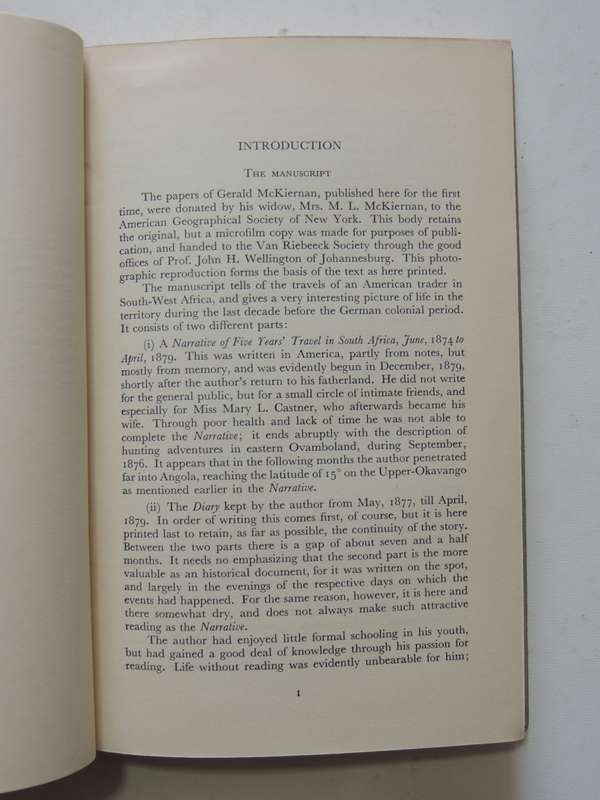 INTRODUCTION
THE MANUSCRIPT
The papers of Gerald McKiernan, published here for the first
time, were donated by his widow, Mrs. M. L. McKiernan, to the
American Geographical Society of New York. This body retains
the original, but a microfilm copy was made for purposes of publi-
cation, and handed to the Van Riebeeck Society through the good
offices of Prof. John H. Wellington of Johannesburg. This photo-
graphic reproduction forms the basis of the text as here printed.
The manuscript tells of the travels of an American trader in
South-West Africa, and gives a very interesting picture of life in the
territory during the last decade before the German colonial period.
It consists of two different parts:
(i) A Narrative of Five Years' Travel in South Africa, June, 1874 to
April, 1879. This was written in America, partly from notes, but
mostly from memory, and was evidently begun in December, 1879,
shortly after the author's return to his fatherland. He did not write
for the general public, but for a small circle of intimate friends, and
especially for Miss Mary L. Castner, who afterwards became his
wife. Through poor health and lack of time he was not able to
complete the Narrative; it ends abruptly with the description of
hunting adventures in eastern Ovamboland, during September,
1876. It appears that in the following months the author penetrated
far into Angola, reaching the latitude of 15° on the Upper-Okavango
as mentioned earlier in the Narrative.
(ii) The Diary kept by the author from May, 1877, till April,
1879. In order of writing this comes first, of course, but it is here
printed last to retain, as far as possible, the continuity of the story.
Between the two parts there is a gap of about seven and a half
months. It needs no emphasizing that the second part is the more
valuable as an historical document, for it was written on the spot,
and largely in the evenings of the respective days on which the
events had happened. For the same reason, however, it is here and
there somewhat dry, and does not always make such attractive
reading as the Narrative.
The author had enjoyed little formal schooling in his youth,
but had gained a good deal of knowledge through his passion for
reading. Life without reading was evidently unbearable for him;
1